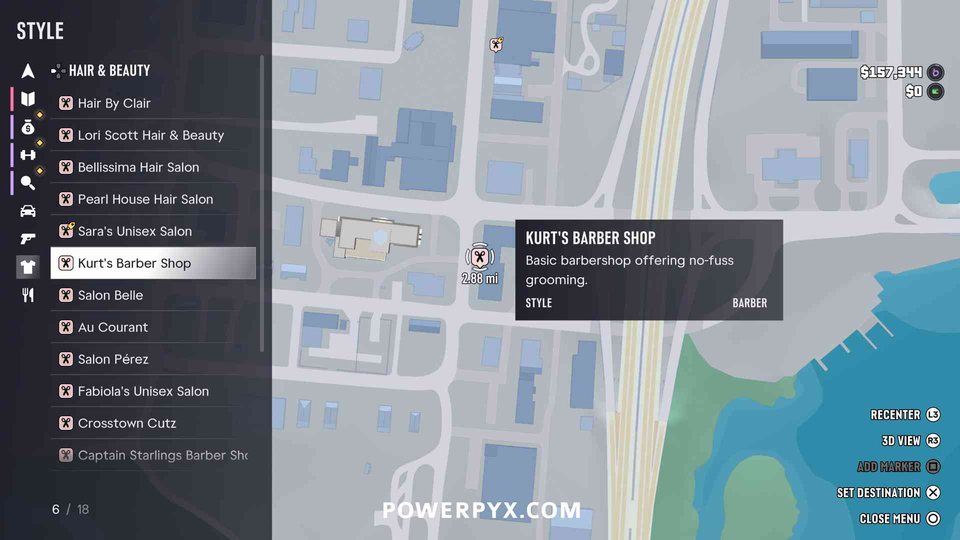 STYLE
HAIR & BEAUTY
Hair By Clair
Lori Scott Hair & Beauty
Bellissima Hair Salon
Pearl House Hair Salon
Sara's Unisex Salon
Kurt's Barber Shop
Salon Belle
Au Courant
Salon Pérez
Fabiola's Unisex Salon
Crosstown Cutz
Captain Starlings Barber Sho
6 / 18
2.88 mi
KURT'S BARBER SHOP
Basic barbershop offering no-fuss
grooming.
STYLE BARBER
$157,344
$0
RECENTER L3
3D VIEW R3
ADD MARKER
SET DESTINATION
CLOSE MENU
POWERPYX.COM